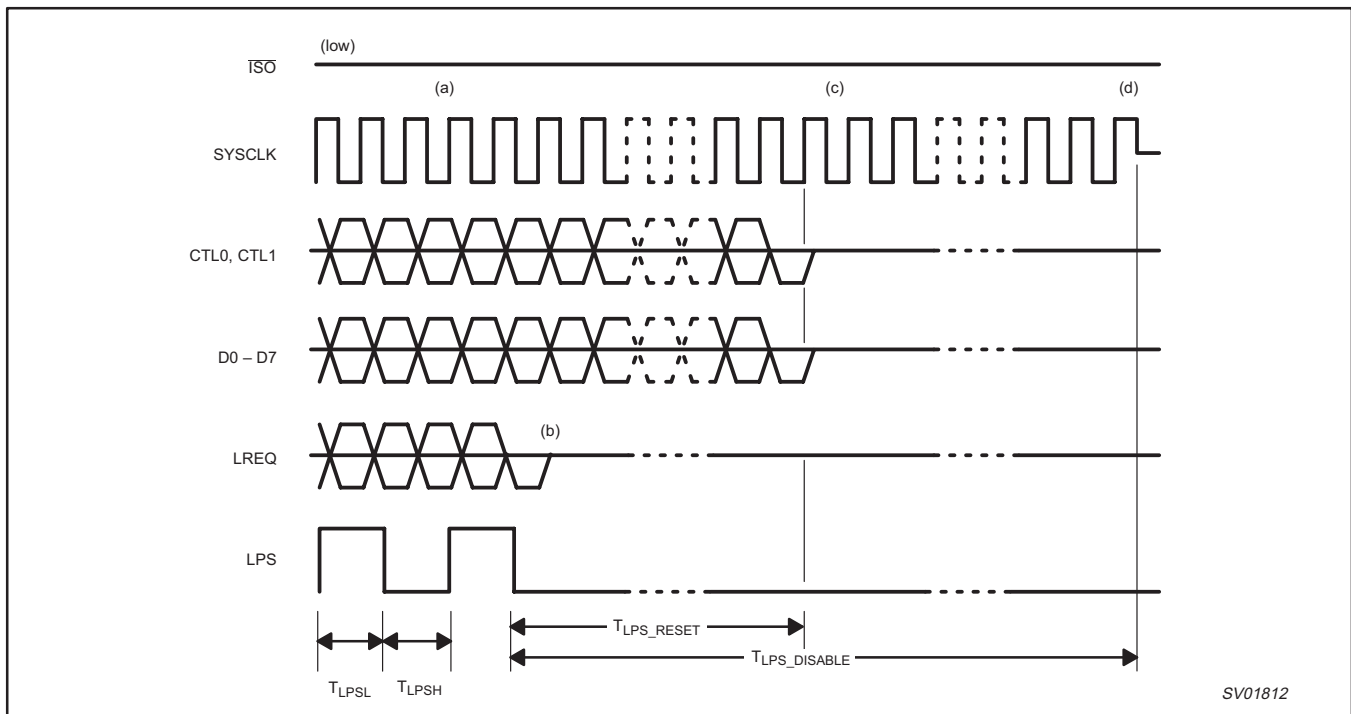 (low)
ISO
(a) (c) (d)
SYSCLK
CTL0, CTL1
D0 – D7
(b)
LREQ
LPS
TLPS_RESET
TLPS_DISABLE
TLPSL TLPSH
SV01812